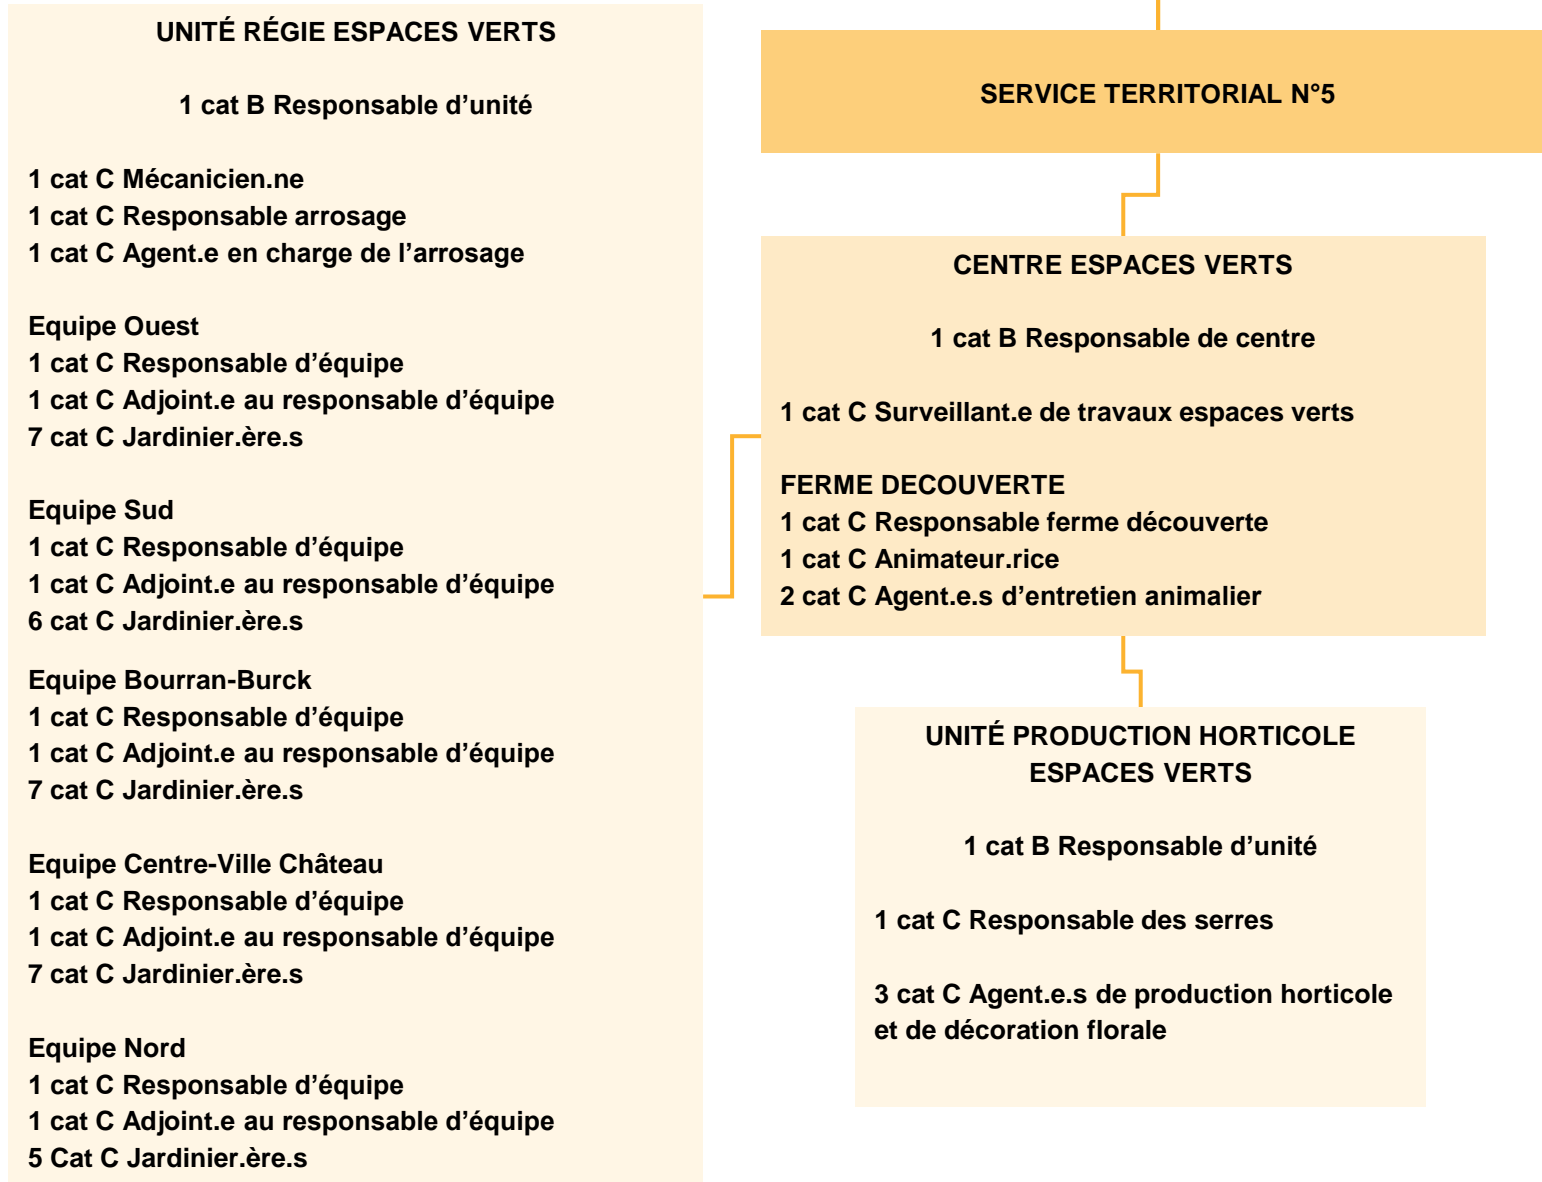 UNITÉ RÉGIE ESPACES VERTS
1 cat B Responsable d’unité
1 cat C Mécanicien.ne
1 cat C Responsable arrosage
1 cat C Agent.e en charge de l’arrosage
Equipe Ouest
1 cat C Responsable d’équipe
1 cat C Adjoint.e au responsable d’équipe
7 cat C Jardinier.ère.s
Equipe Sud
1 cat C Responsable d’équipe
1 cat C Adjoint.e au responsable d’équipe
6 cat C Jardinier.ère.s
Equipe Bourran-Burck
1 cat C Responsable d’équipe
1 cat C Adjoint.e au responsable d’équipe
7 cat C Jardinier.ère.s
Equipe Centre-Ville Château
1 cat C Responsable d’équipe
1 cat C Adjoint.e au responsable d’équipe
7 cat C Jardinier.ère.s
Equipe Nord
1 cat C Responsable d’équipe
1 cat C Adjoint.e au responsable d’équipe
5 Cat C Jardinier.ère.s
SERVICE TERRITORIAL N°5
CENTRE ESPACES VERTS
1 cat B Responsable de centre
1 cat C Surveillant.e de travaux espaces verts
FERME DECOUVERTE
1 cat C Responsable ferme découverte
1 cat C Animateur.rice
2 cat C Agent.e.s d’entretien animalier
UNITÉ PRODUCTION HORTICOLE
ESPACES VERTS
1 cat B Responsable d’unité
1 cat C Responsable des serres
3 cat C Agent.e.s de production horticole
et de décoration florale